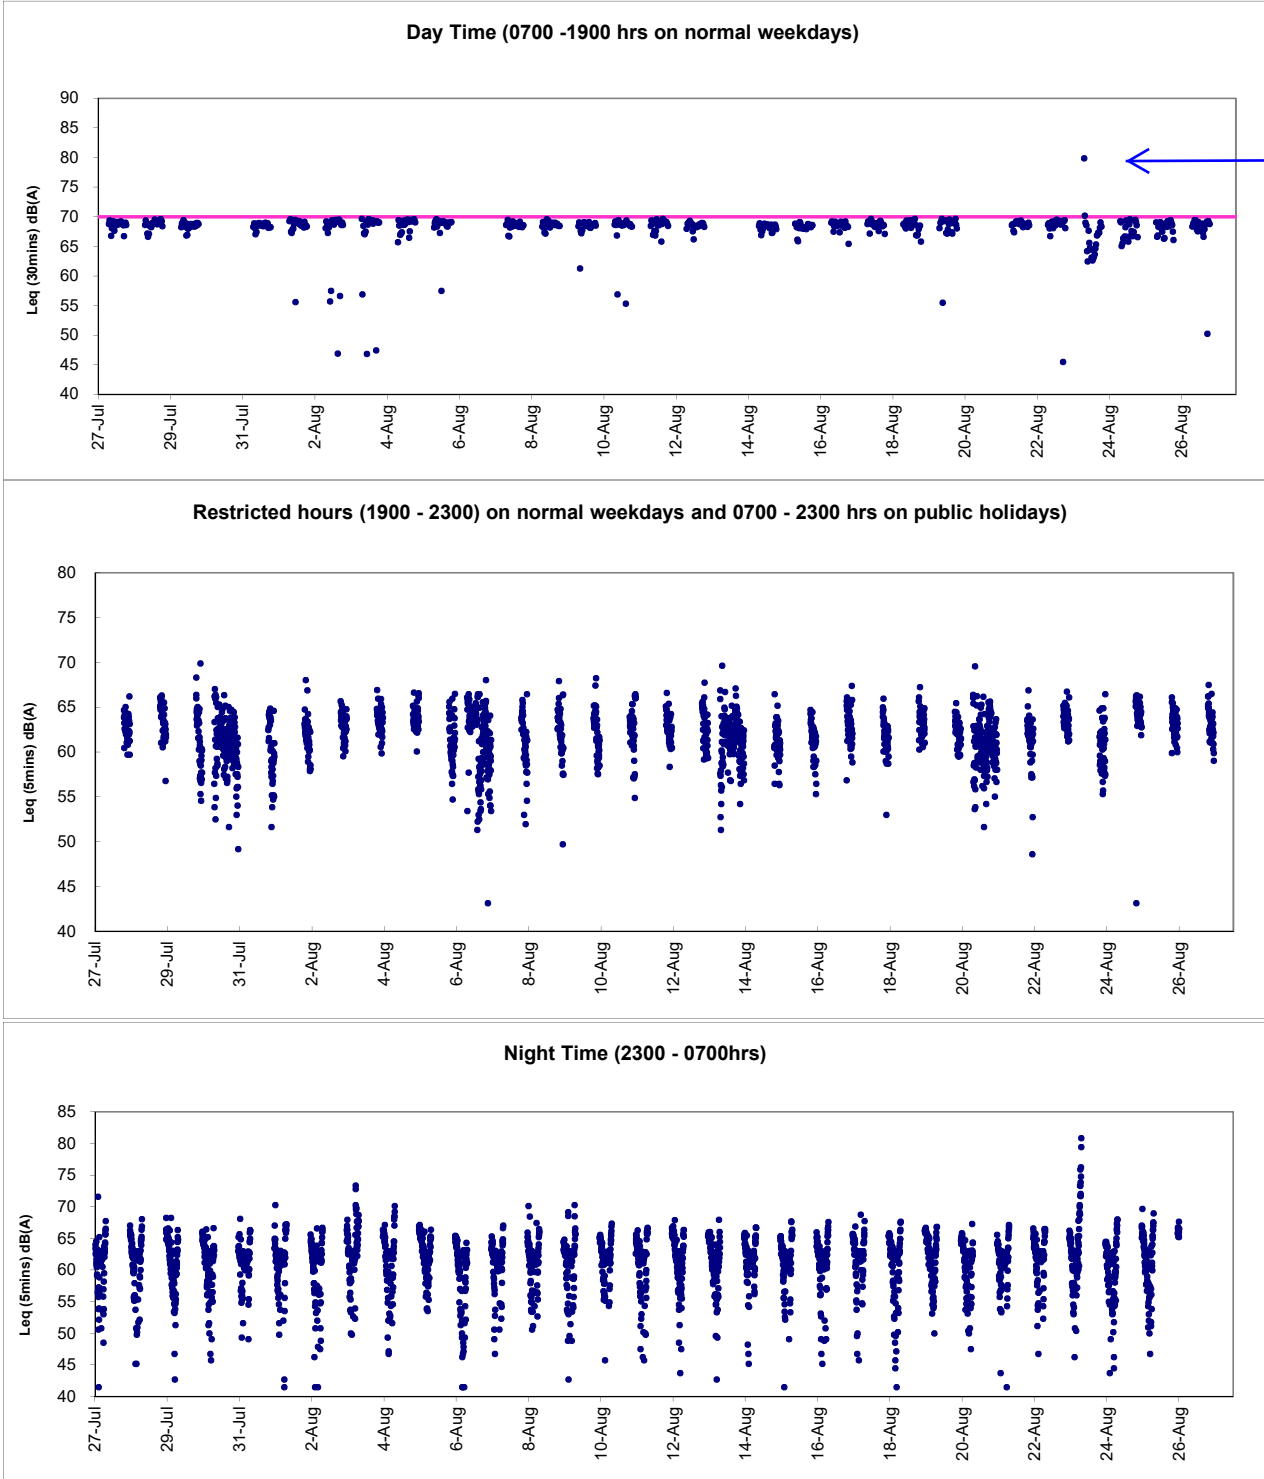 Day Time (0700 -1900 hrs on normal weekdays)
Leq (30mins) dB(A)
90
85
80
75
70
65
60
55
50
45
40
27-Jul
29-Jul
31-Jul
2-Aug
4-Aug
6-Aug
8-Aug
10-Aug
12-Aug
14-Aug
16-Aug
18-Aug
20-Aug
22-Aug
24-Aug
26-Aug
Restricted hours (1900 - 2300) on normal weekdays and 0700 - 2300 hrs on public holidays)
Leq (5mins) dB(A)
80
75
70
65
60
55
50
45
40
27-Jul
29-Jul
31-Jul
2-Aug
4-Aug
6-Aug
8-Aug
10-Aug
12-Aug
14-Aug
16-Aug
18-Aug
20-Aug
22-Aug
24-Aug
26-Aug
Night Time (2300 - 0700hrs)
Leq (5mins) dB(A)
85
80
75
70
65
60
55
50
45
40
27-Jul
29-Jul
31-Jul
2-Aug
4-Aug
6-Aug
8-Aug
10-Aug
12-Aug
14-Aug
16-Aug
18-Aug
20-Aug
22-Aug
24-Aug
26-Aug